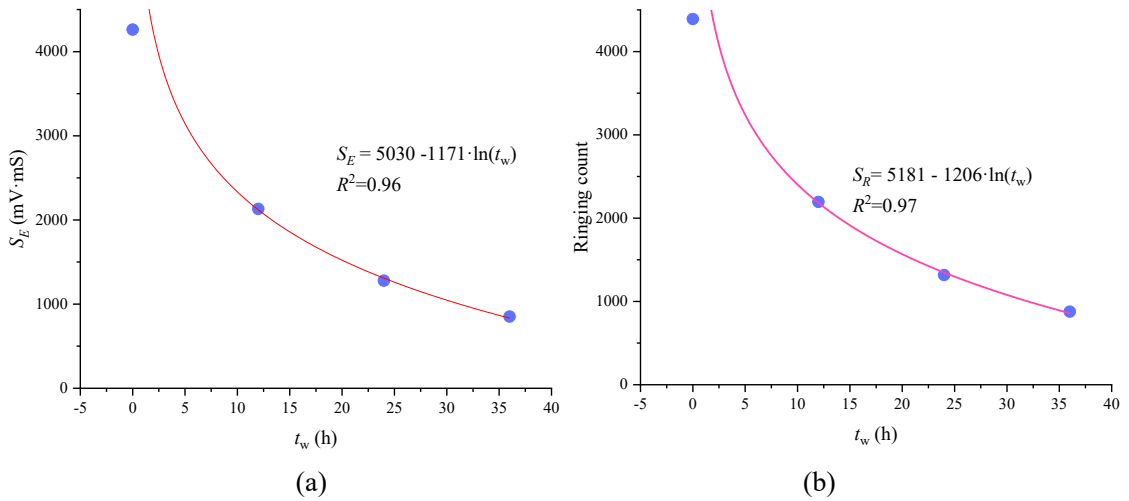 4000
3000
2000
1000
0
S_E (mV·mS)
S_E = 5030 -1171·ln(t_w)
R²=0.96
-5 0 5 10 15 20 25 30 35 40
t_w (h)
(a)
4000
3000
2000
1000
0
Ringing count
S_R= 5181 - 1206·ln(t_w)
R²=0.97
-5 0 5 10 15 20 25 30 35 40
t_w (h)
(b)